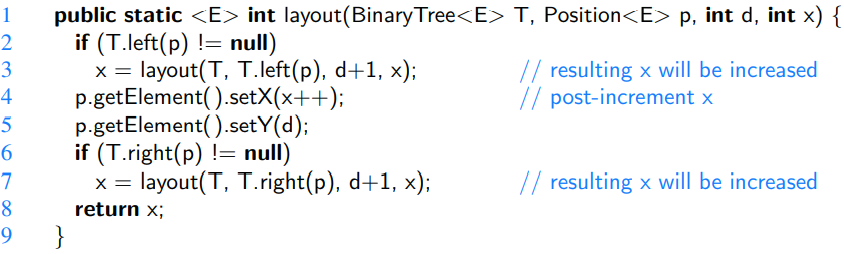 1 public static <E> int layout(BinaryTree<E> T, Position<E> p, int d, int x) {
2 if (T.left(p) != null)
3 x = layout(T, T.left(p), d+1, x); // resulting x will be increased
4 p.getElement().setX(x++); // post-increment x
5 p.getElement().setY(d);
6 if (T.right(p) != null)
7 x = layout(T, T.right(p), d+1, x); // resulting x will be increased
8 return x;
9 }